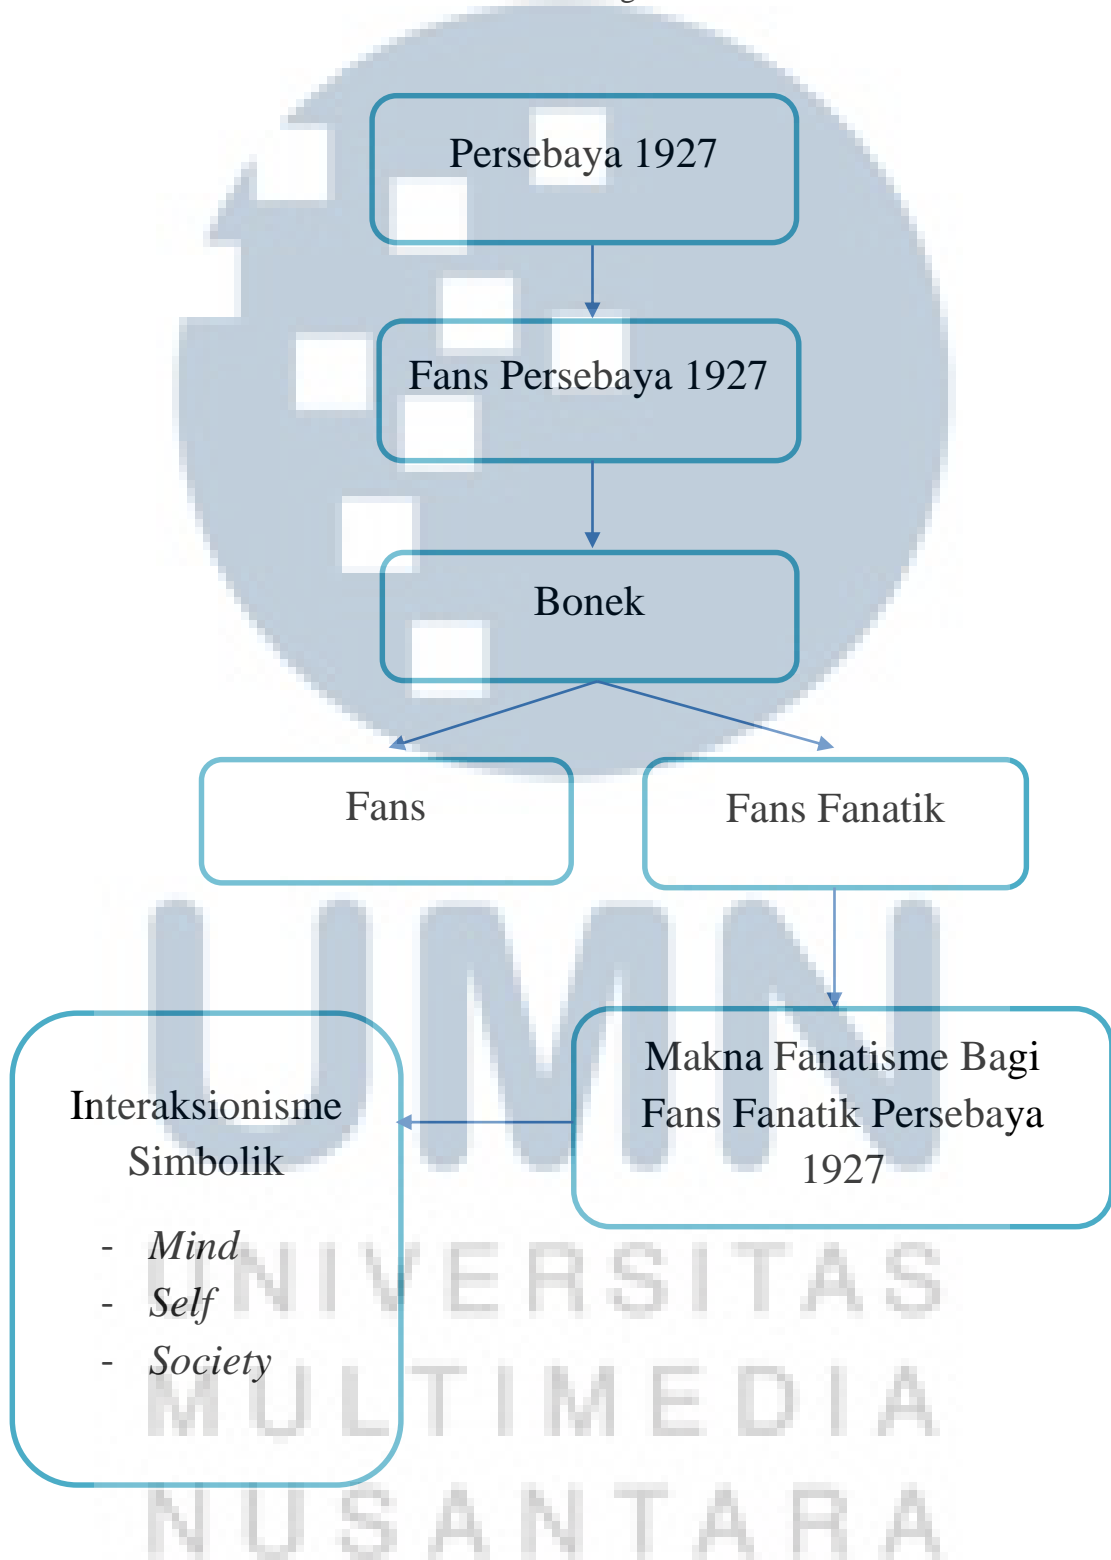 Persebaya 1927
Fans Persebaya 1927
Bonek
Fans
Fans Fanatik
Makna Fanatisme Bagi
Fans Fanatik Persebaya
1927
Interaksionisme
Simbolik
- Mind
- Self
- Society
UMN
UNIVERSITAS
MULTIMEDIA
NUSANTARA